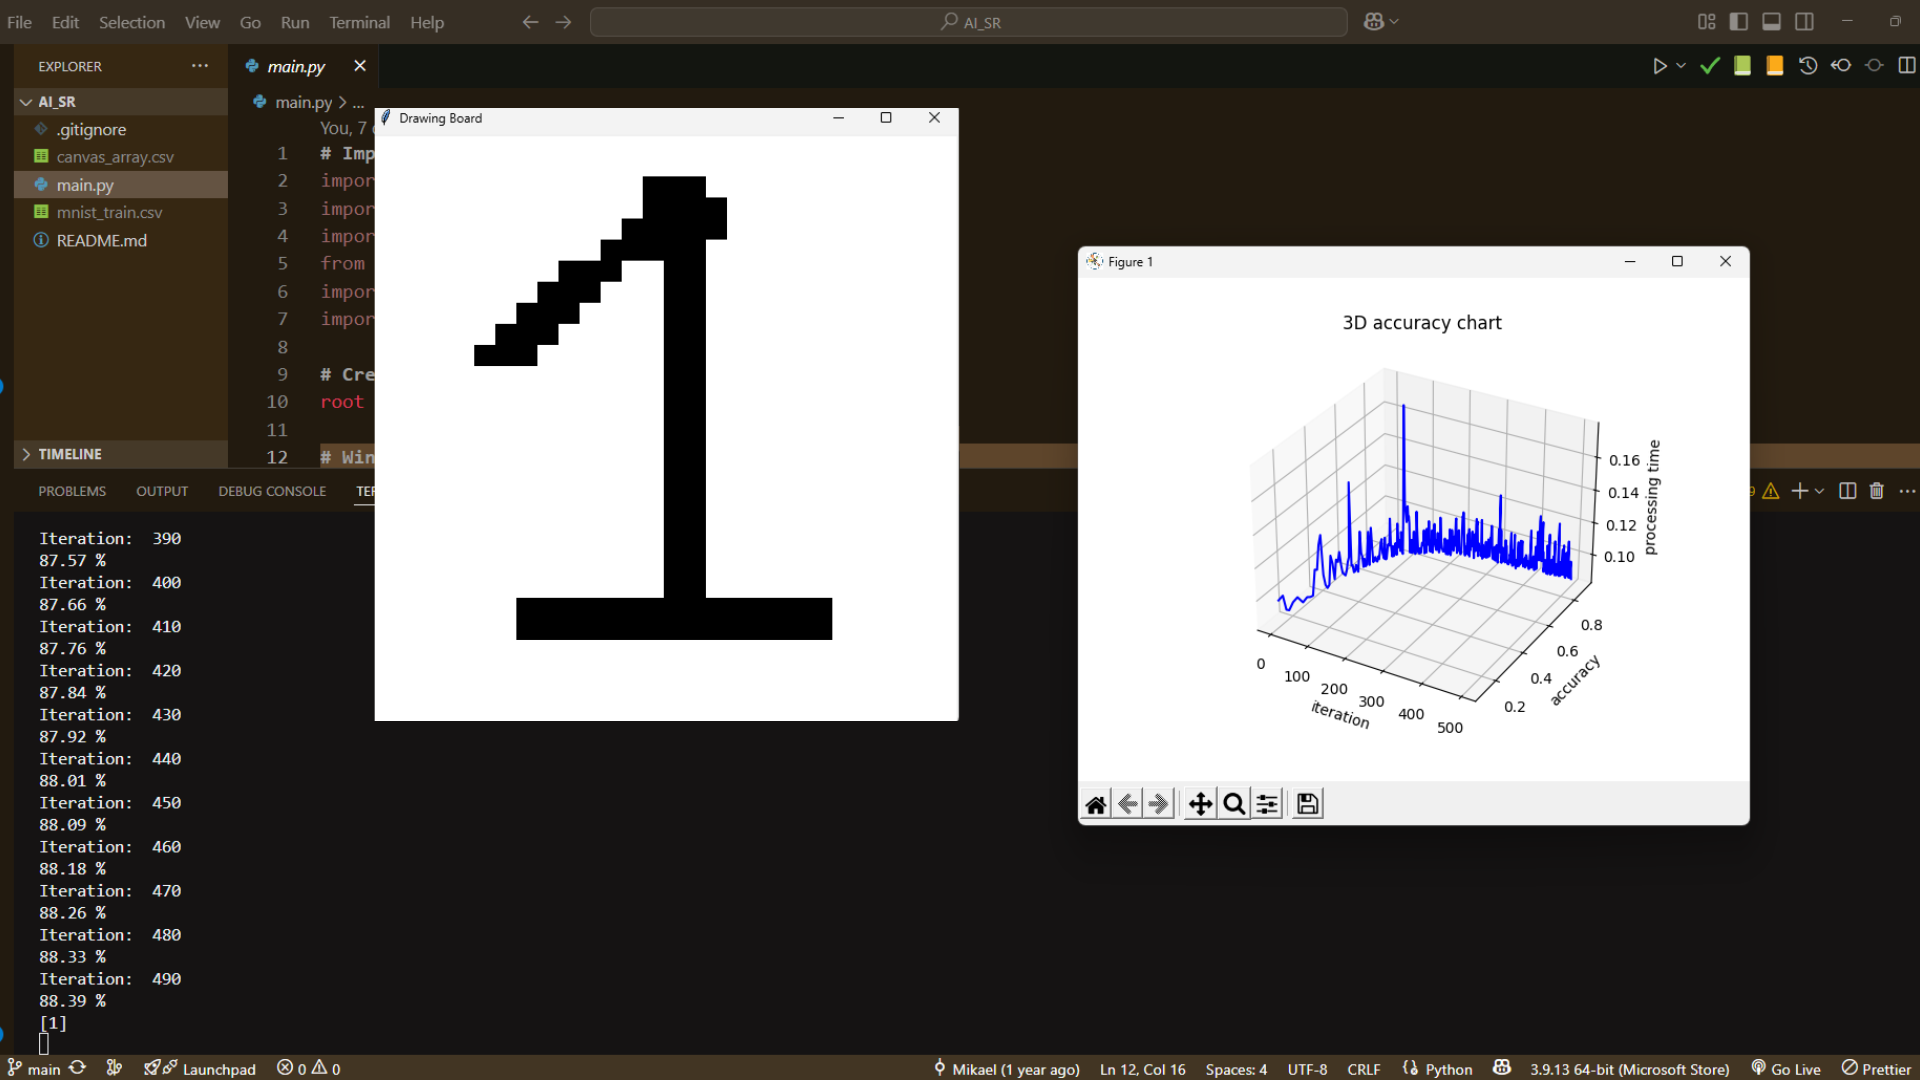 File Edit Selection View Go Run Terminal Help
AI_SR
EXPLORER
AI_SR
.gitignore
canvas_array.csv
main.py
mnist_train.csv
README.md
TIMELINE
main.py
main.py > ...
You, 7
1 # Imp
2 impor
3 impor
4 impor
5 from
6 impor
7 impor
8
9 # Cre
10 root
11
12 # Win
Drawing Board
1
Figure 1
3D accuracy chart
0.16
0.14
0.12
0.10
processing time
0.8
0.6
0.4
0.2
accuracy
0
100
200
300
400
500
iteration
PROBLEMS OUTPUT DEBUG CONSOLE TER
Iteration: 390
87.57 %
Iteration: 400
87.66 %
Iteration: 410
87.76 %
Iteration: 420
87.84 %
Iteration: 430
87.92 %
Iteration: 440
88.01 %
Iteration: 450
88.09 %
Iteration: 460
88.18 %
Iteration: 470
88.26 %
Iteration: 480
88.33 %
Iteration: 490
88.39 %
[1]
main Launchpad 0 0 Mikael (1 year ago) Ln 12, Col 16 Spaces: 4 UTF-8 CRLF Python 3.9.13 64-bit (Microsoft Store) Go Live Prettier